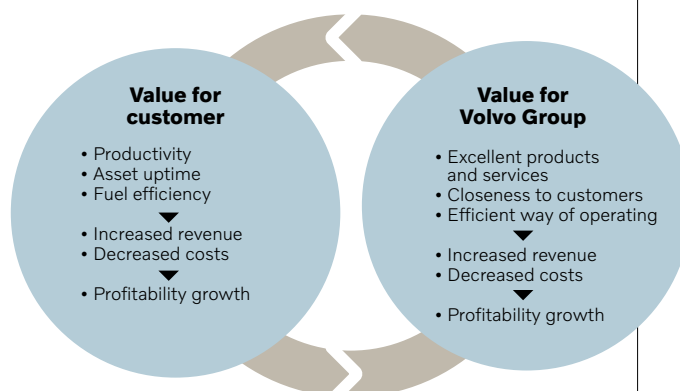 Value for
customer
• Productivity
• Asset uptime
• Fuel efficiency
• Increased revenue
• Decreased costs
• Profitability growth
Value for
Volvo Group
• Excellent products
and services
• Closeness to customers
• Efficient way of operating
• Increased revenue
• Decreased costs
• Profitability growth